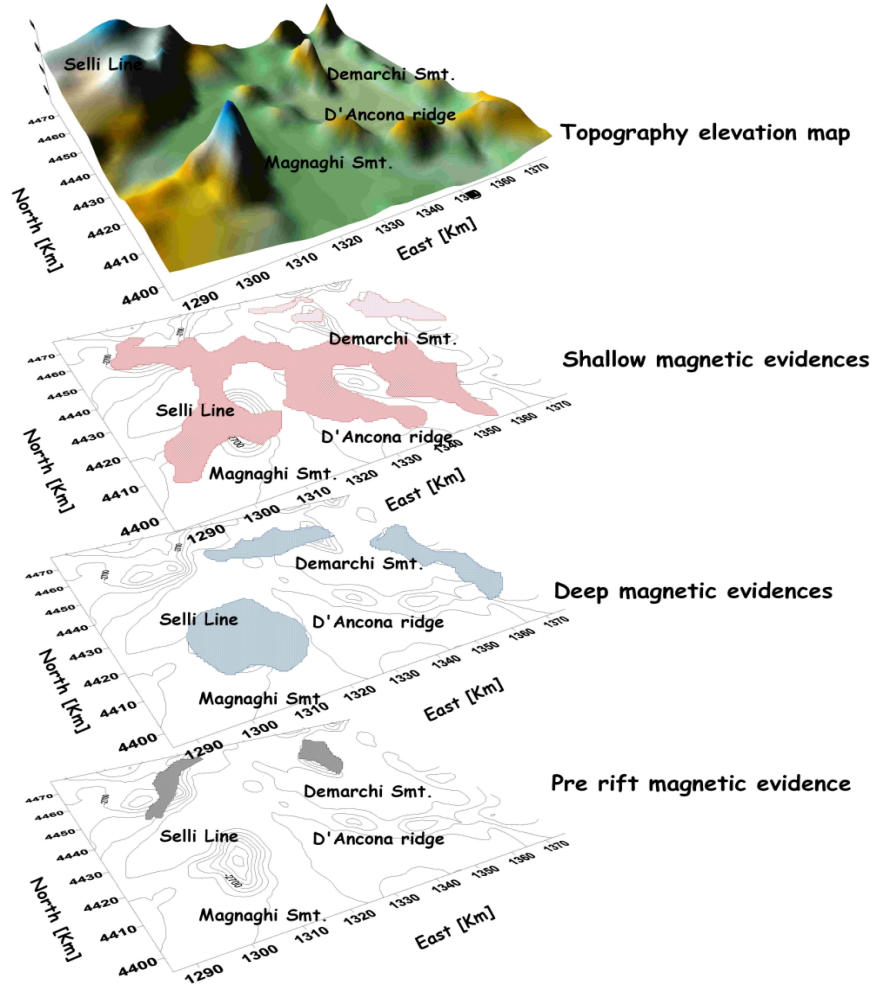 Selli Line
Demarchi Smt.
D'Ancona ridge
Magnaghi Smt.
Topography elevation map
4470
4460
4450
4440
4430
4420
4410
4400
North [Km]
1290
1300
1310
1320
1330
1340
1360
1370
East [Km]
Demarchi Smt.
Shallow magnetic evidences
Selli Line
-2700
D'Ancona ridge
Magnaghi Smt.
4470
4460
4450
4440
4430
4420
4410
4400
North [Km]
1290
1300
1310
1320
1330
1340
1350
1360
1370
East [Km]
Demarchi Smt.
Deep magnetic evidences
Selli Line
D'Ancona ridge
Magnaghi Smt.
4470
4460
4450
4440
4430
4420
4410
4400
North [Km]
1290
1300
1310
1320
1330
1340
1350
1360
1370
East [Km]
Demarchi Smt.
Pre rift magnetic evidence
Selli Line
D'Ancona ridge
-2700
Magnaghi Smt.
4470
4460
4450
4440
4430
4420
4410
4400
North [Km]
1290
1300
1310
1320
1330
1340
1350
1360
1370
East [Km]